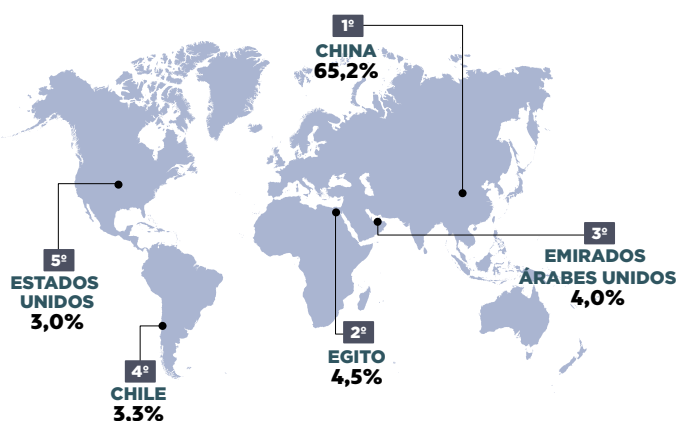 1º
CHINA
65,2%
2º
EGITO
4,5%
3º
EMIRADOS
ÁRABES UNIDOS
4,0%
4º
CHILE
3,3%
5º
ESTADOS
UNIDOS
3,0%